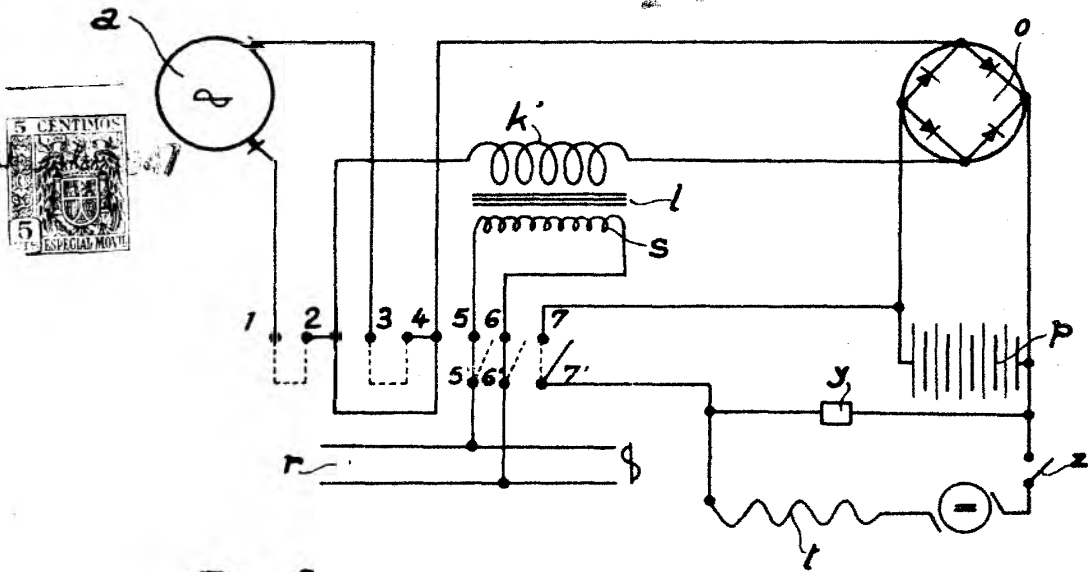 a
o
5 CENTIMOS
5
ESPECIAL MOVIL
k'
l
s
1 2 3 4 5 6 7
5' 6' 7'
p
y
r
z
t
=